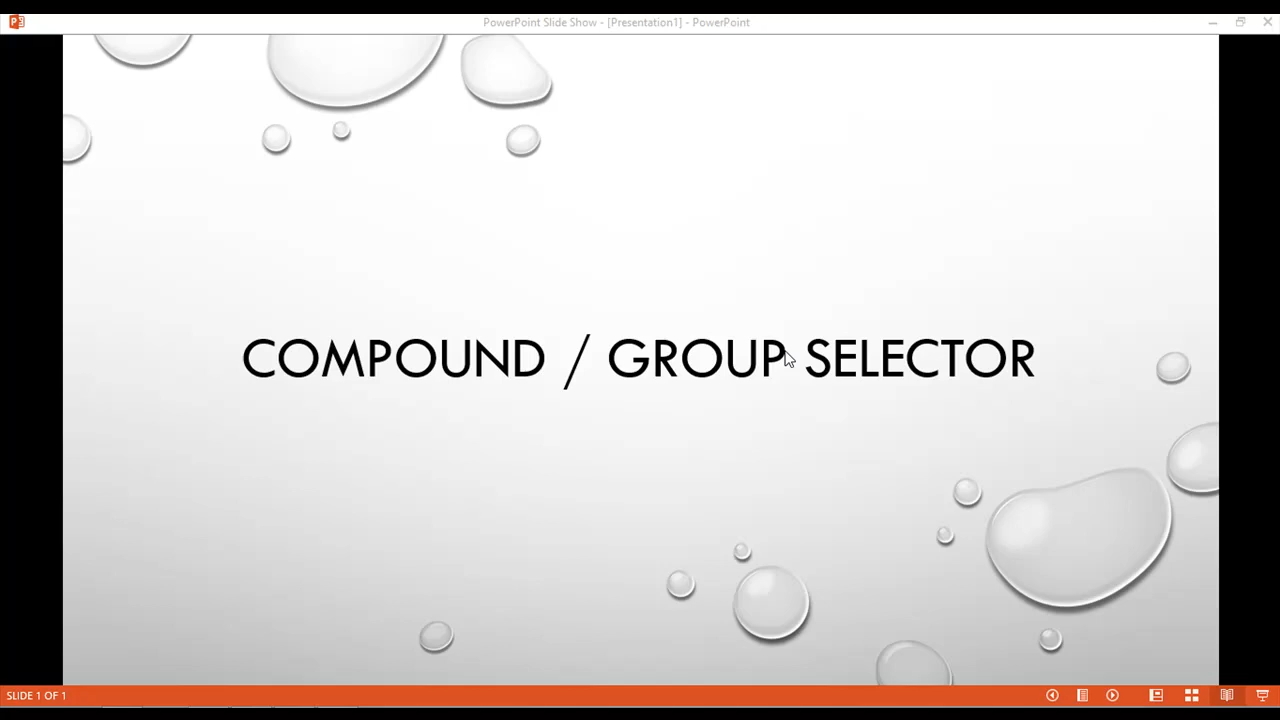 PowerPoint Slide Show - [Presentation1] - PowerPoint
COMPOUND / GROUP SELECTOR
SLIDE 1 OF 1